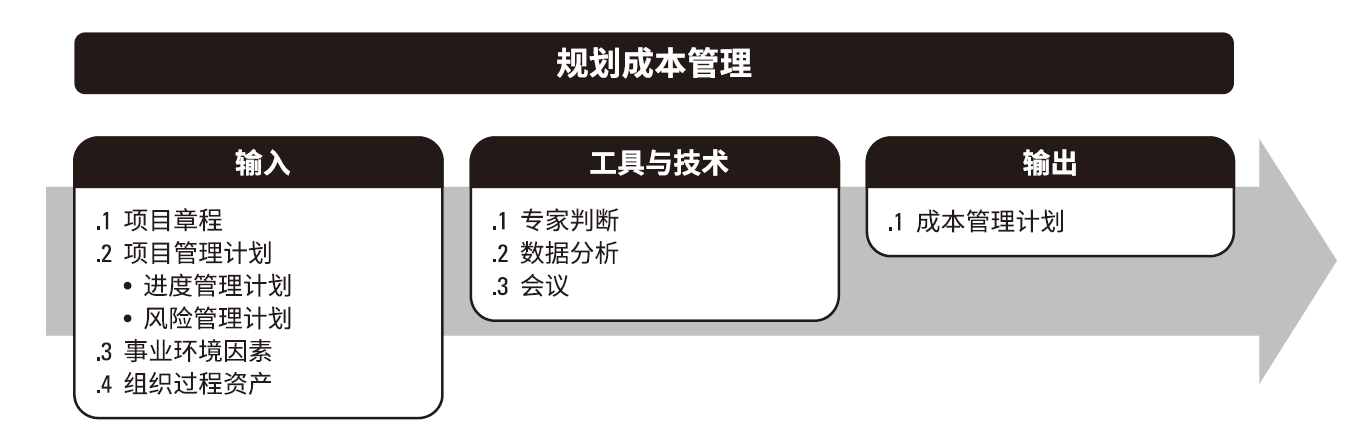 规划成本管理
输入
.1 项目章程
.2 项目管理计划
• 进度管理计划
• 风险管理计划
.3 事业环境因素
.4 组织过程资产
工具与技术
.1 专家判断
.2 数据分析
.3 会议
输出
.1 成本管理计划